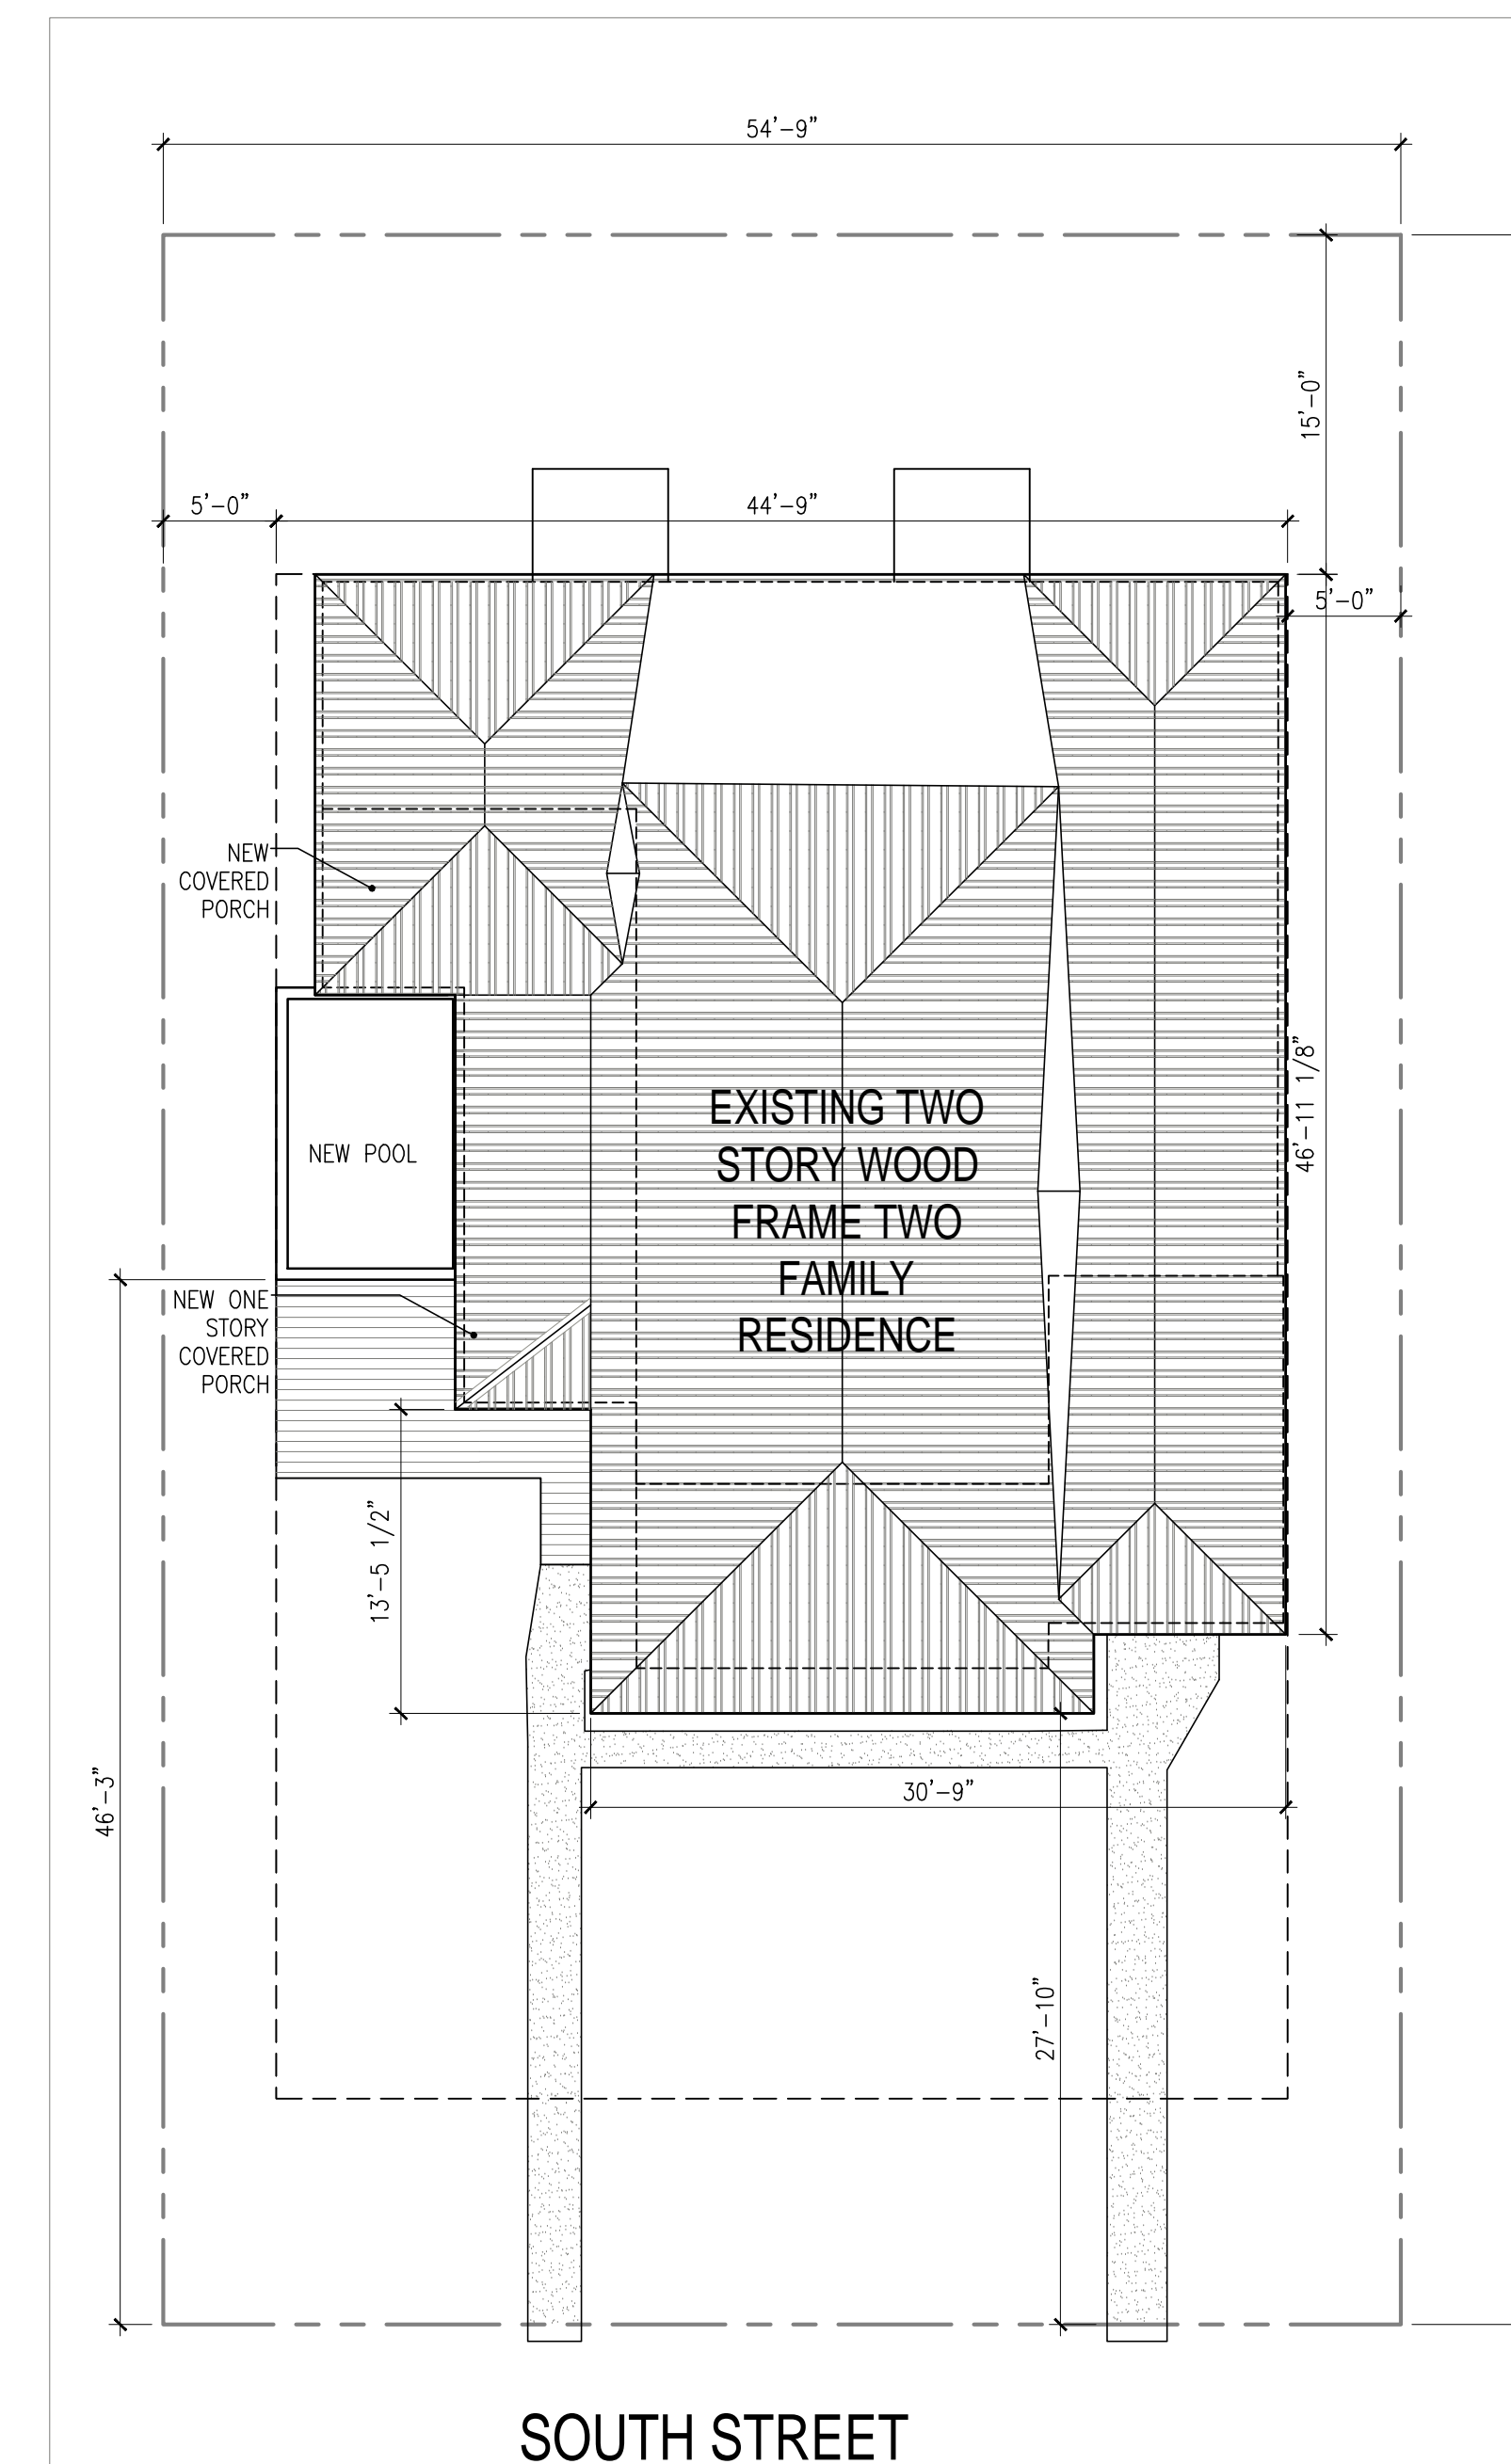 54'-9"
15'-0"
5'-0"
44'-9"
5'-0"
NEW
COVERED
PORCH
46'-11 1/8"
EXISTING TWO
STORY WOOD
FRAME TWO
FAMILY
RESIDENCE
NEW POOL
NEW ONE
STORY
COVERED
PORCH
13'-5 1/2"
46'-3"
30'-9"
27'-10"
SOUTH STREET